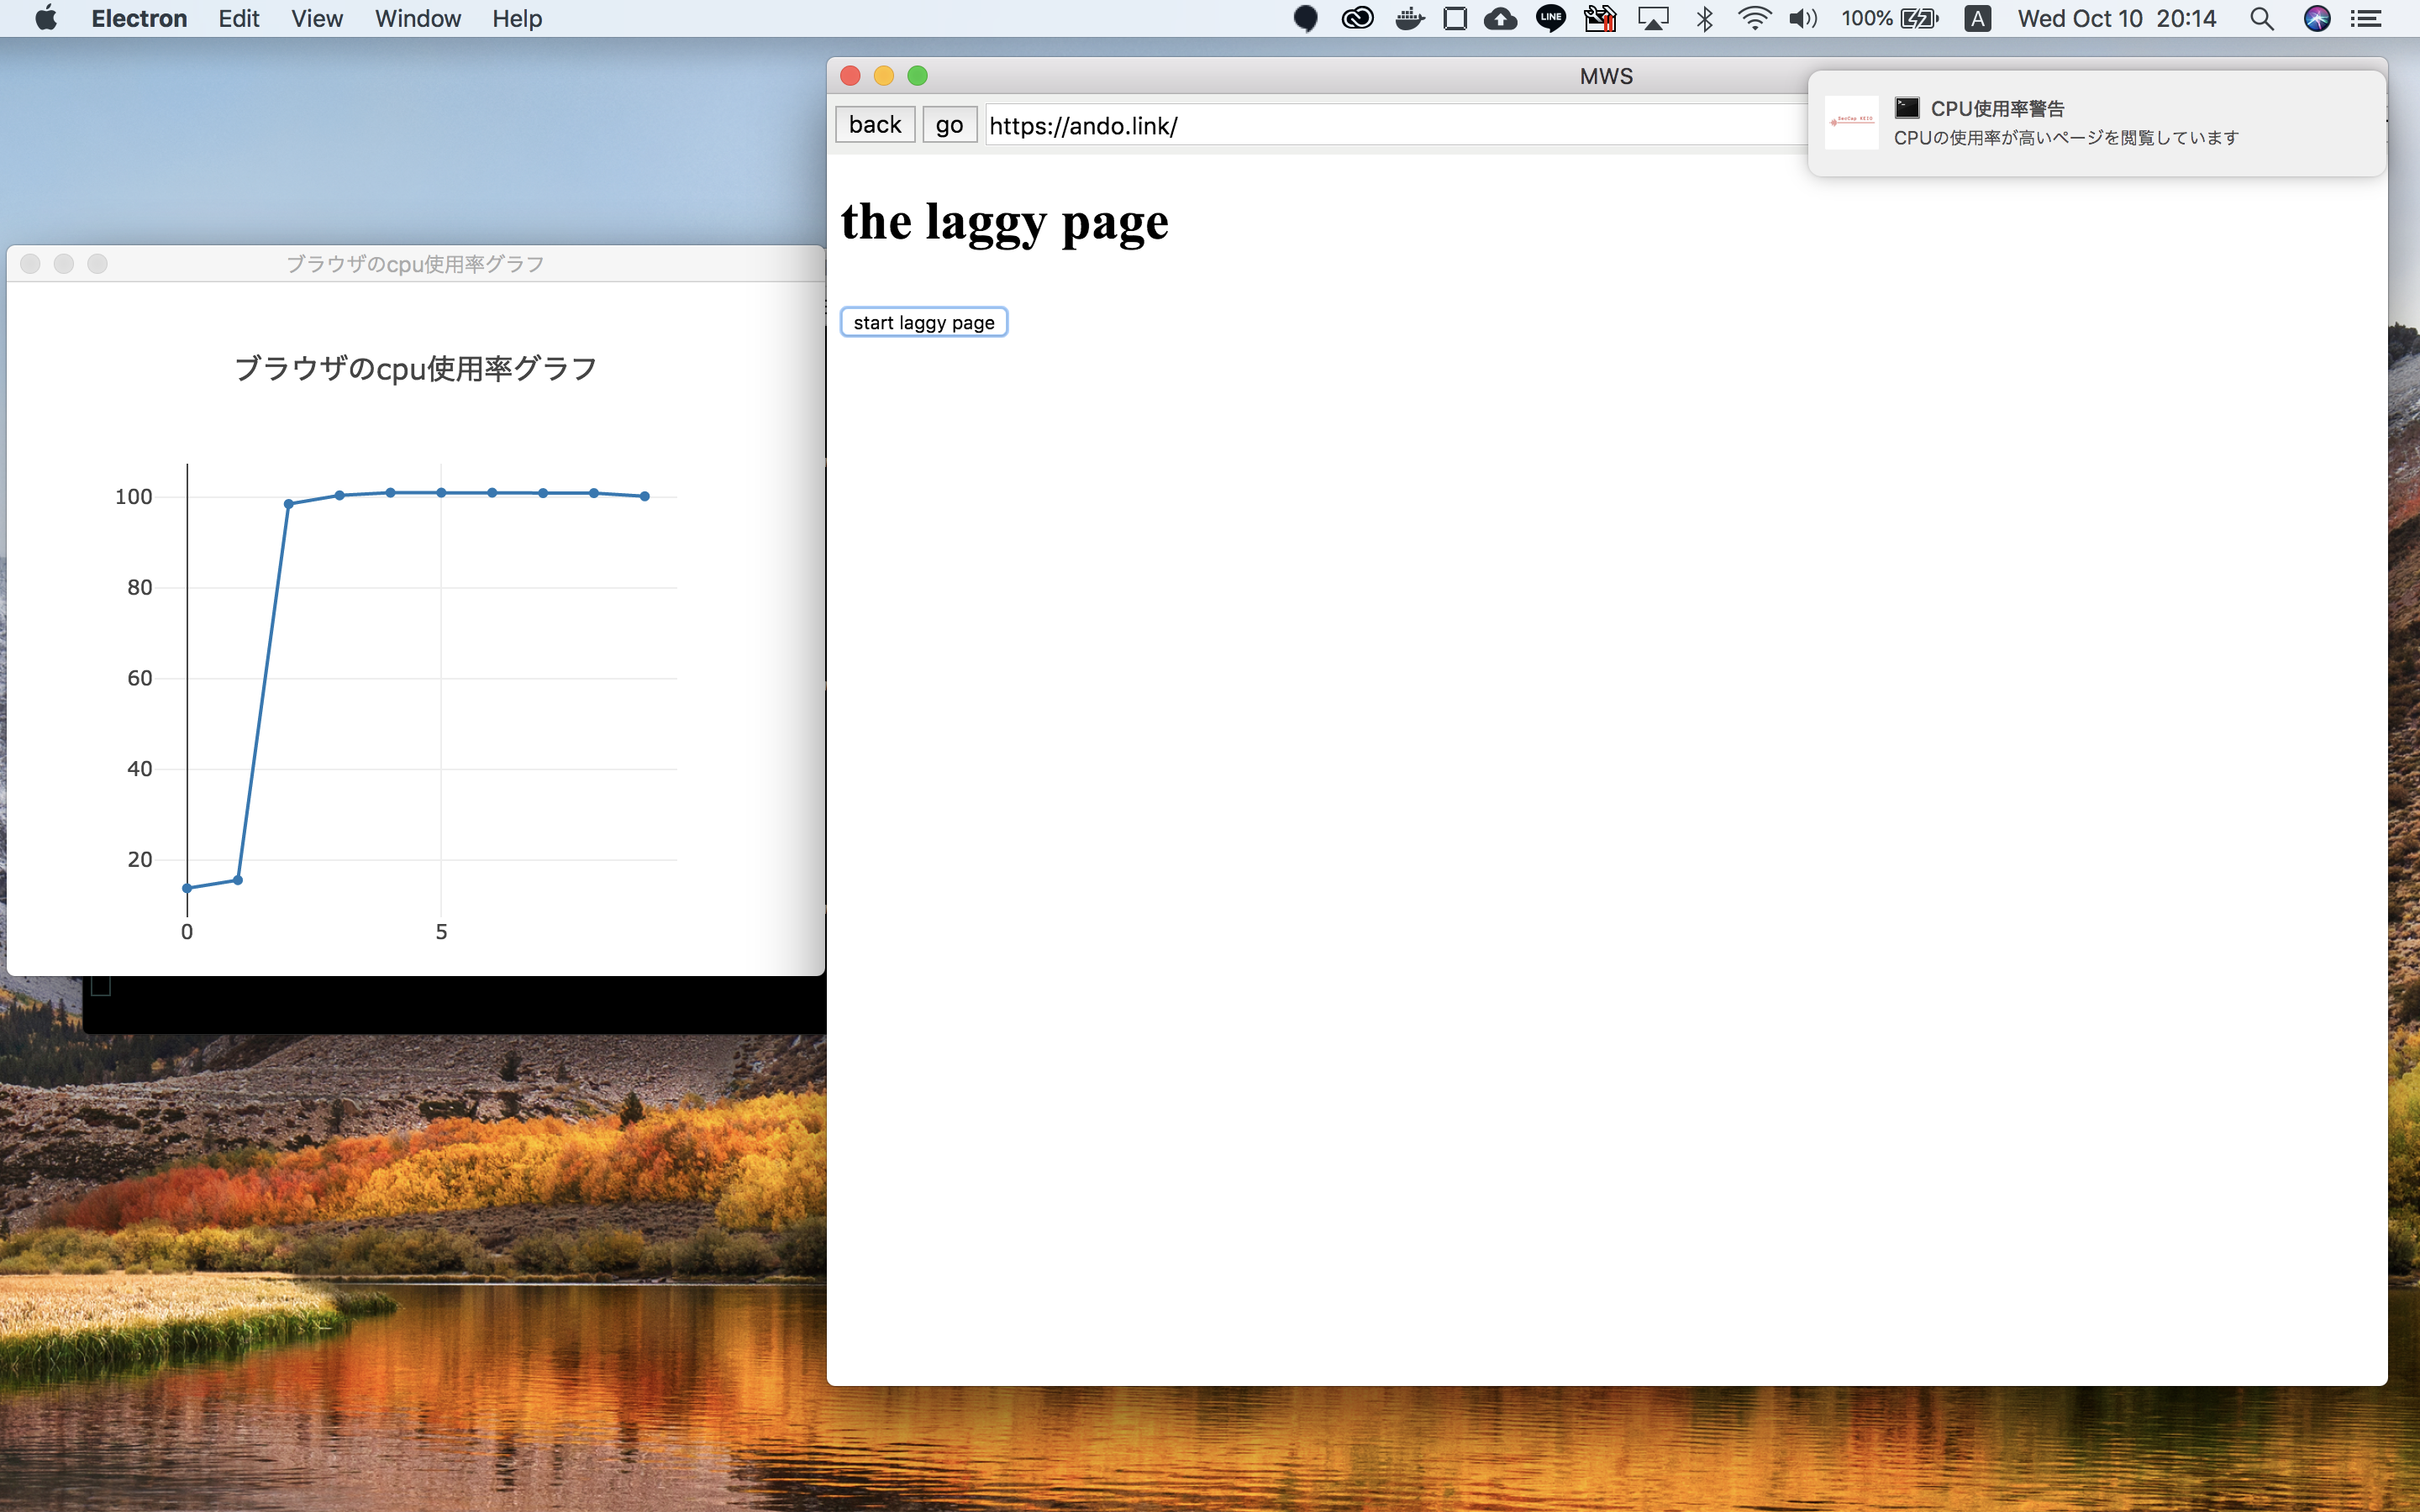 Electron Edit View Window Help LINE 100% A Wed Oct 10 20:14
MWS
back go https://ando.link/
CPU使用率警告
CPUの使用率が高いページを閲覧しています
the laggy page
start laggy page
ブラウザのcpu使用率グラフ
ブラウザのcpu使用率グラフ
100
80
60
40
20
0 5